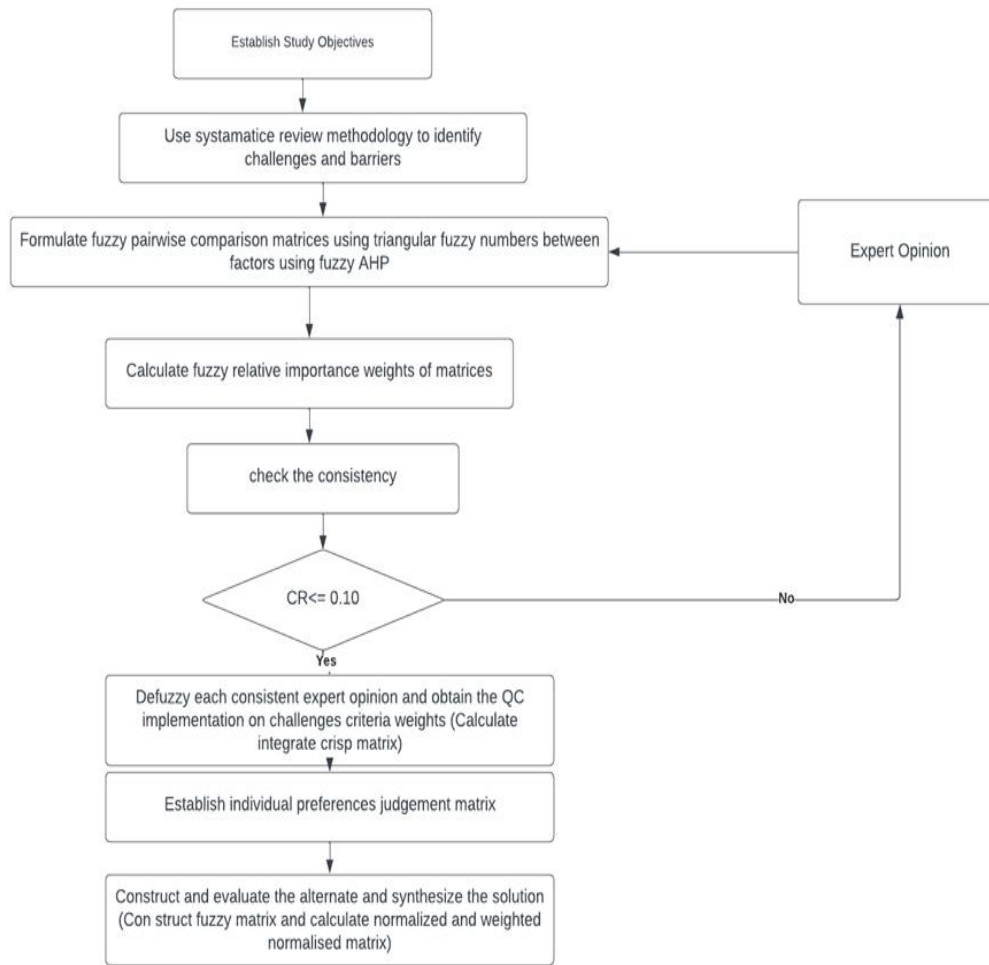 Establish Study Objectives
Use systamatice review methodology to identify
challenges and barriers
Formulate fuzzy pairwise comparison matrices using triangular fuzzy numbers between
factors using fuzzy AHP
Expert Opinion
Calculate fuzzy relative importance weights of matrices
check the consistency
CR<= 0.10
No
Yes
Defuzzy each consistent expert opinion and obtain the QC
implementation on challenges criteria weights (Calculate
integrate crisp matrix)
Establish individual preferences judgement matrix
Construct and evaluate the alternate and synthesize the solution
(Con struct fuzzy matrix and calculate normalized and weighted
normalised matrix)